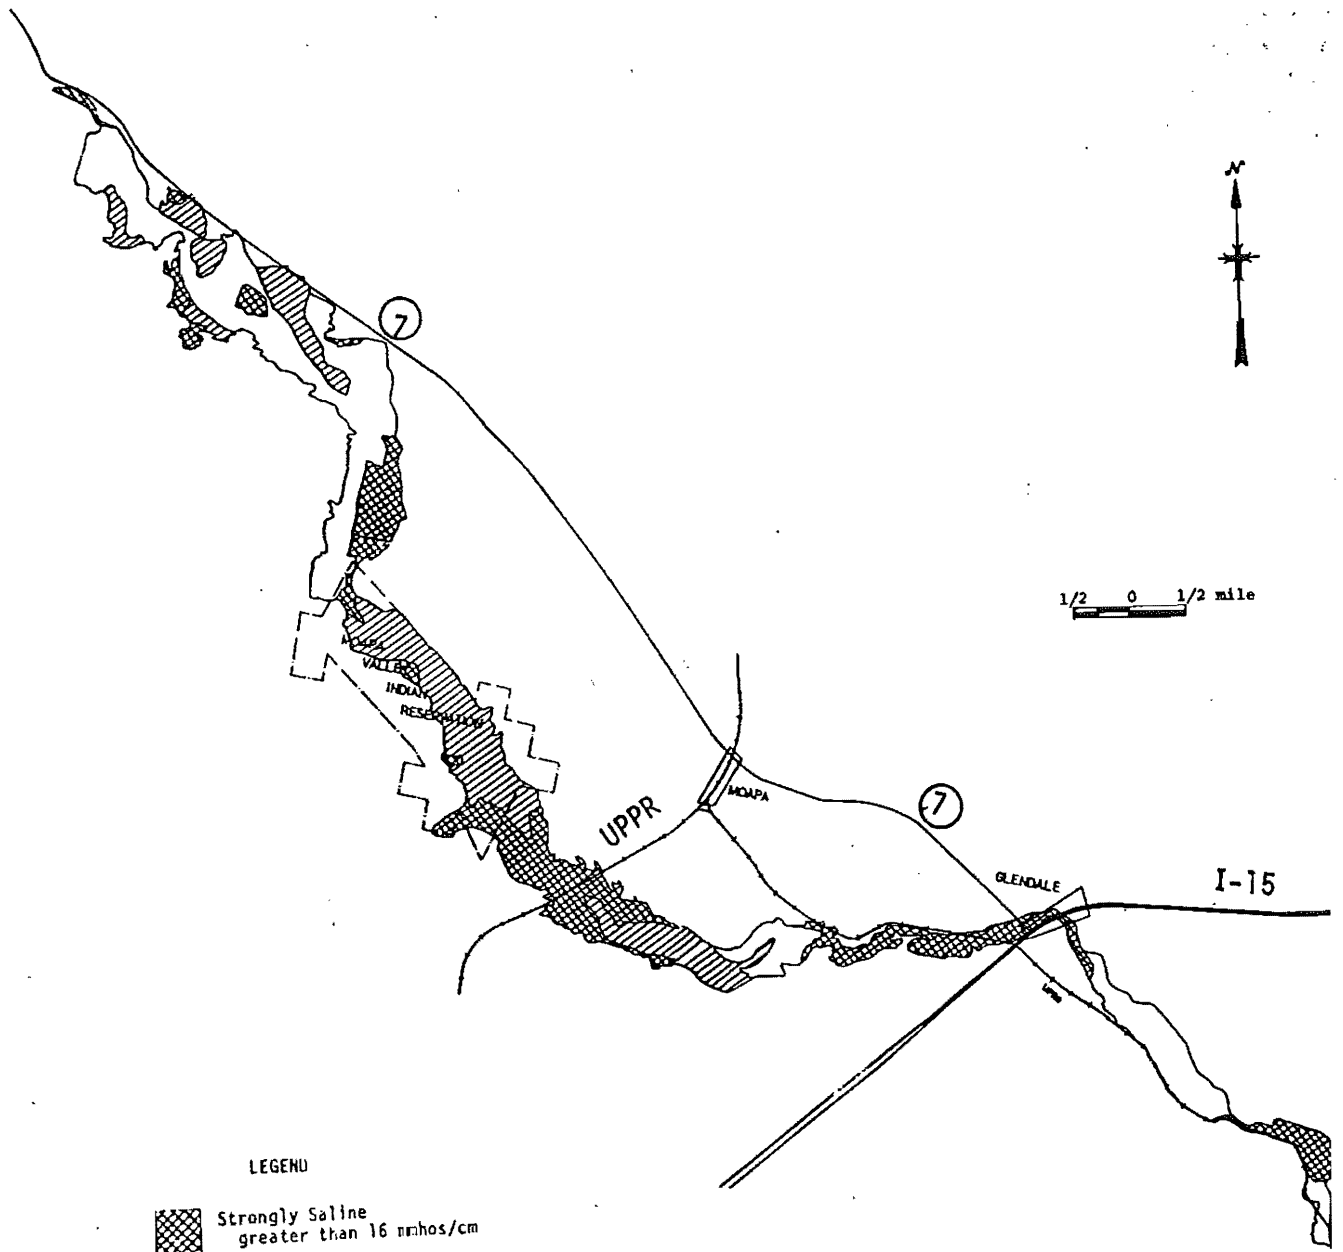 N
7
1/2 0 1/2 mile
MOAPA
VALLEY
INDIAN
RESERVATION
MOAPA
7
UPPR
GLENDALE
I-15
UPRR
LEGEND
Strongly Saline
greater than 16 mmhos/cm